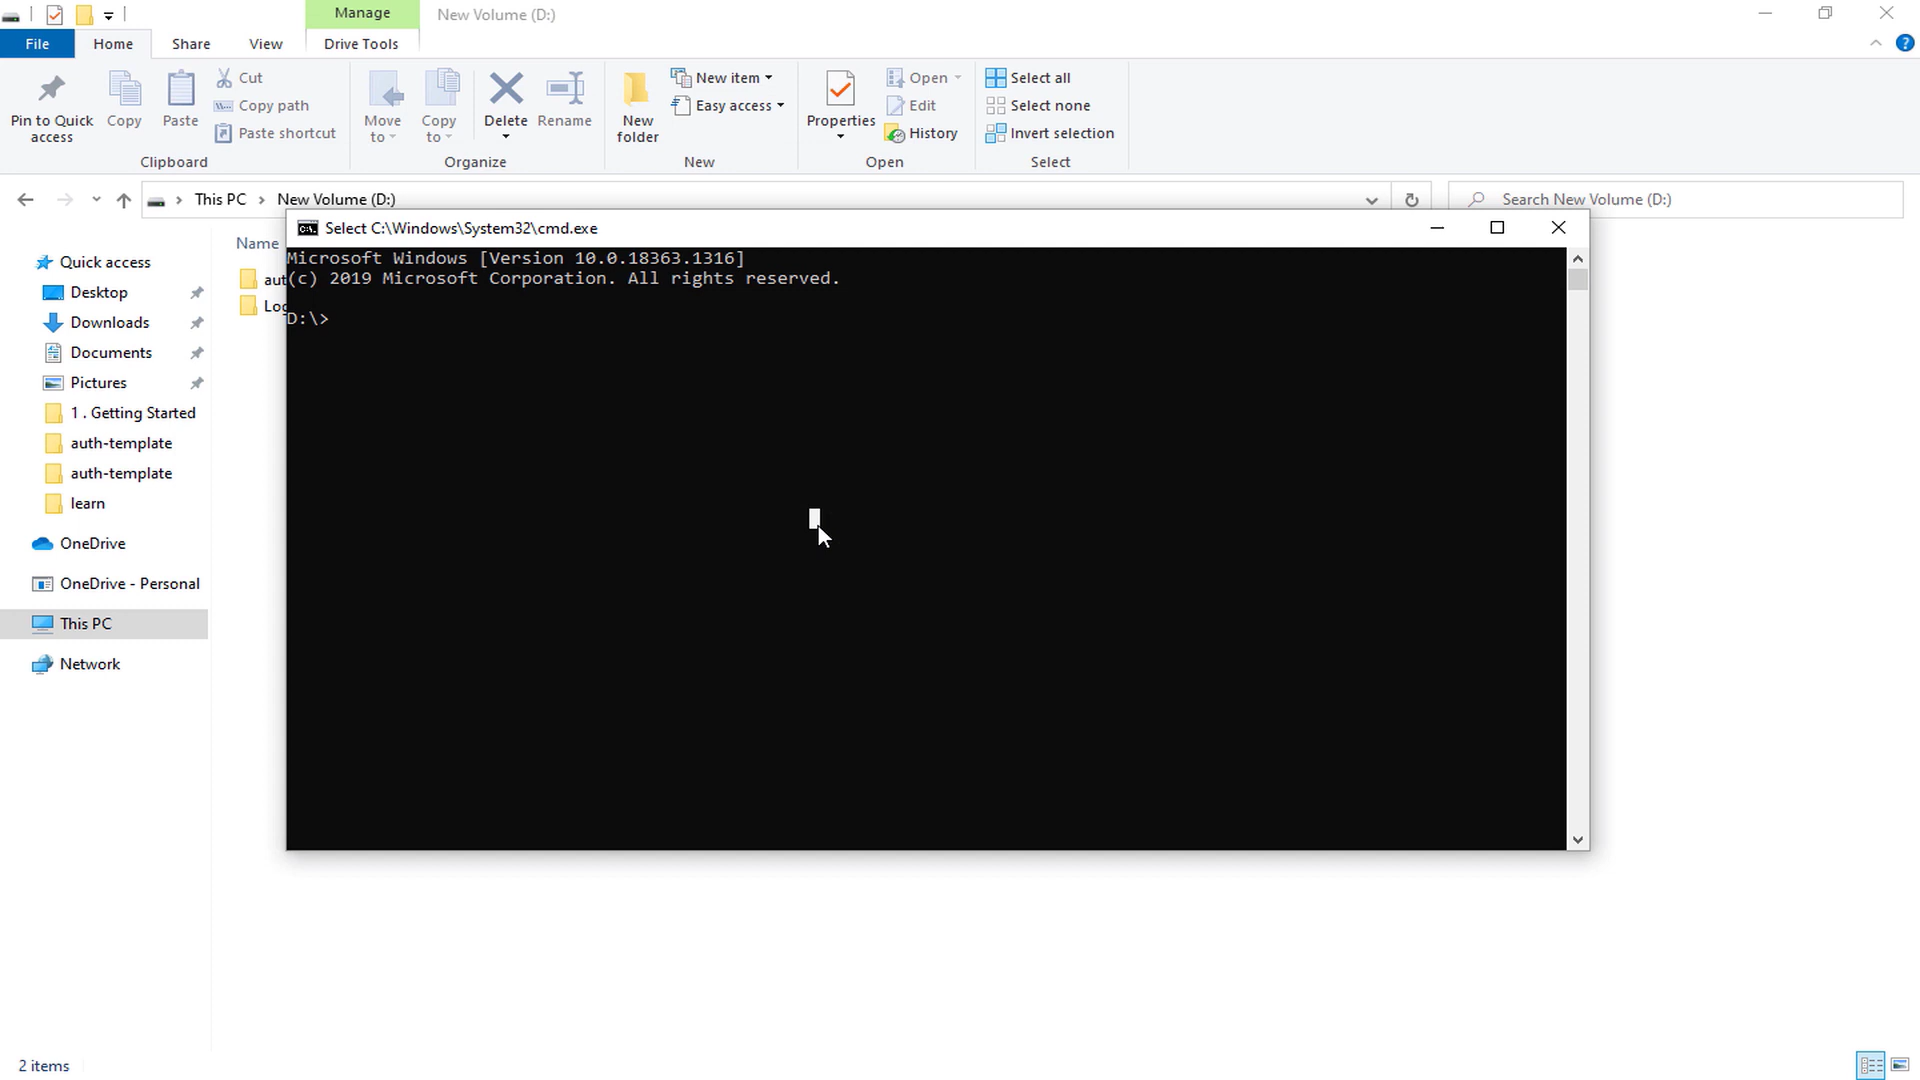 Manage
New Volume (D:)
File
Home
Share
View
Drive Tools
Pin to Quick
access
Copy
Paste
Cut
Copy path
Paste shortcut
Clipboard
Move
to
Copy
to
Delete
Rename
Organize
New
folder
New item
Easy access
New
Properties
Open
Edit
History
Open
Select all
Select none
Invert selection
Select
This PC
New Volume (D:)
Search New Volume (D:)
Name
aut
Log
Quick access
Desktop
Downloads
Documents
Pictures
1 . Getting Started
auth-template
auth-template
learn
OneDrive
OneDrive - Personal
This PC
Network
Select C:\Windows\System32\cmd.exe
Microsoft Windows [Version 10.0.18363.1316]
(c) 2019 Microsoft Corporation. All rights reserved.
D:\>
2 items